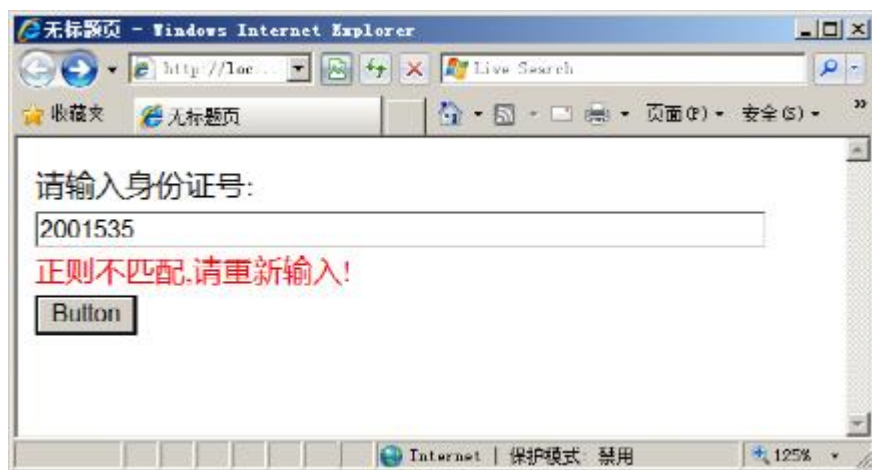 无标题页 - Windows Internet Explorer
http://loc... Live Search
收藏夹 无标题页 页面(P) 安全(S) »
请输入身份证号:
2001535
正则不匹配,请重新输入!
Button
Internet | 保护模式: 禁用 125%